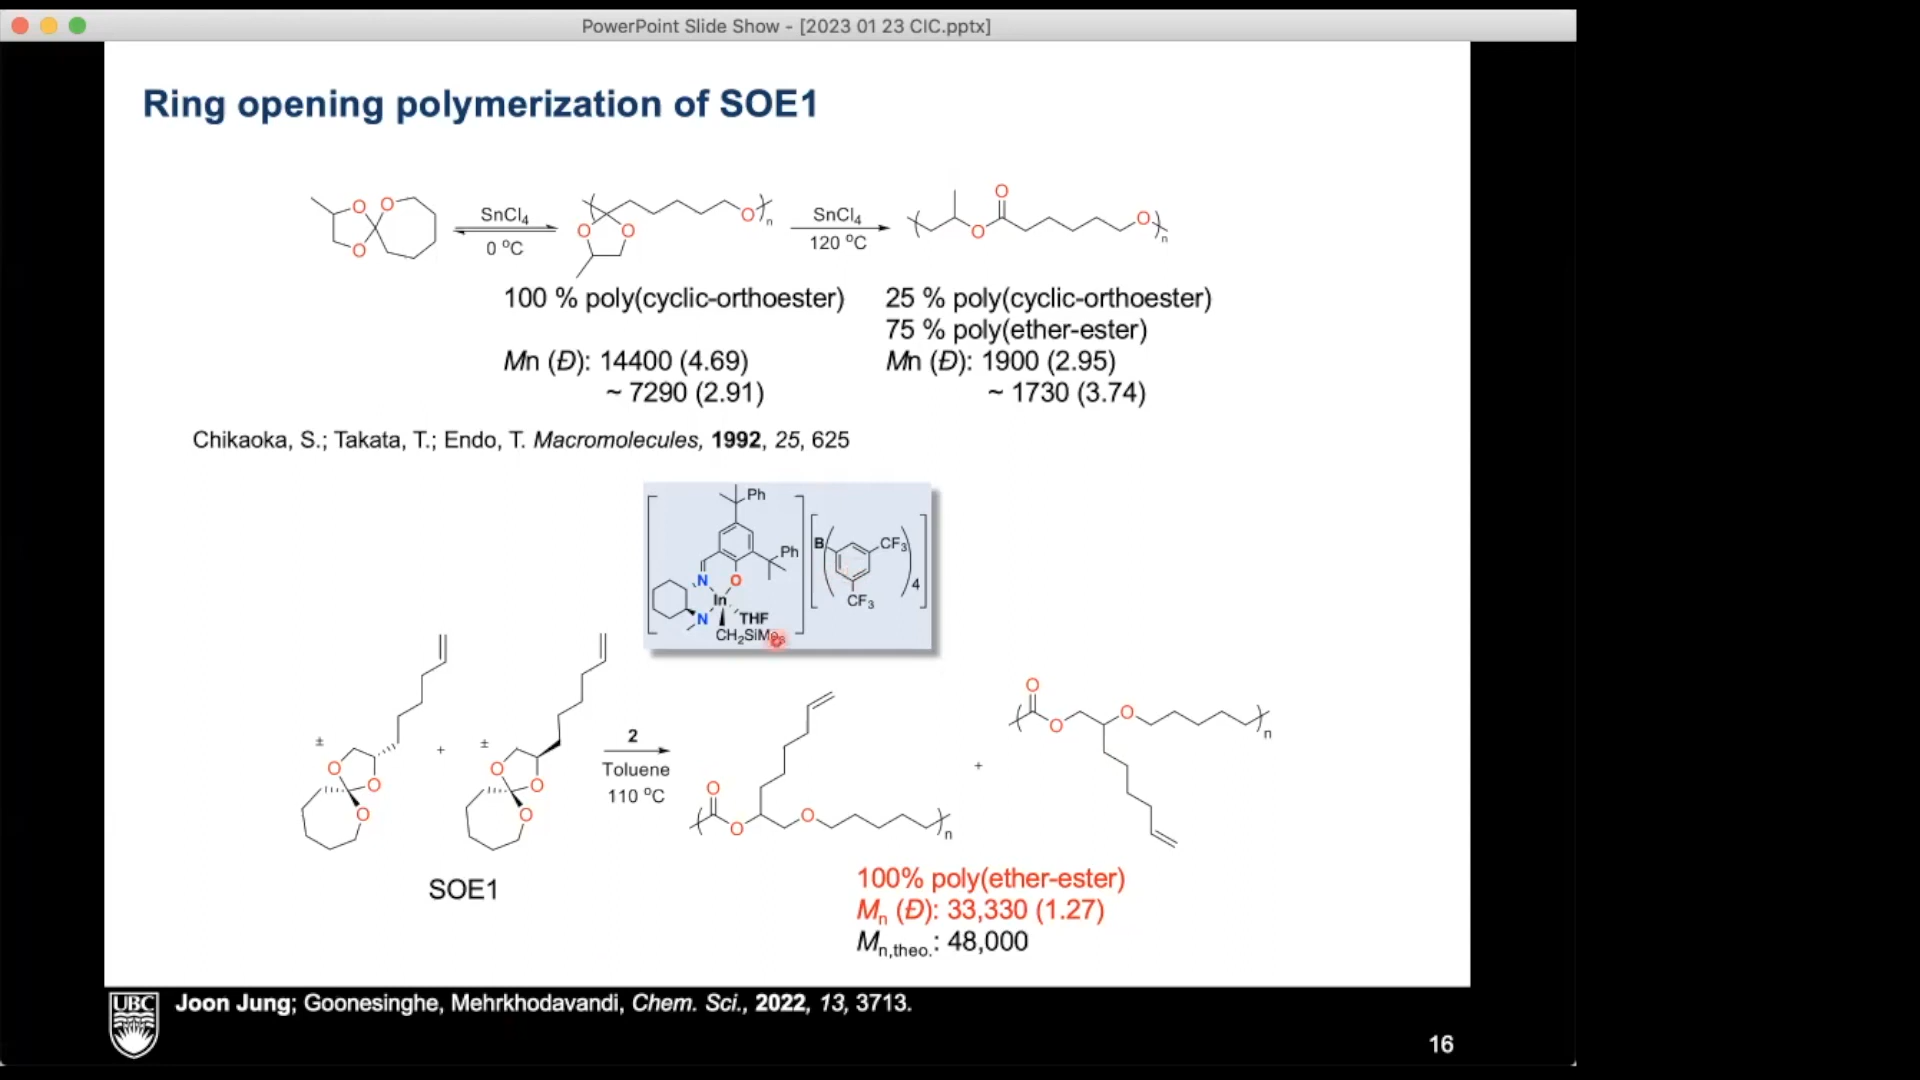 PowerPoint Slide Show - [2023 01 23 CIC.pptx]
Ring opening polymerization of SOE1
O O
O
SnCl4
0 °C
O O
O
n
SnCl4
120 °C
O
O
O
n
100 % poly(cyclic-orthoester)
Mn (Đ): 14400 (4.69)
~ 7290 (2.91)
25 % poly(cyclic-orthoester)
75 % poly(ether-ester)
Mn (Đ): 1900 (2.95)
~ 1730 (3.74)
Chikaoka, S.; Takata, T.; Endo, T. Macromolecules, 1992, 25, 625
Ph
Ph
N O
In
N THF
CH2SiMe3
B
CF3
CF3
4
±
O
O
O
+
±
O
O
O
SOE1
2
Toluene
110 °C
O
O
O
n
+
O
O
O
n
100% poly(ether-ester)
Mn (Đ): 33,330 (1.27)
Mn,theo.: 48,000
UBC
Joon Jung; Goonesinghe, Mehrkhodavandi, Chem. Sci., 2022, 13, 3713.
16